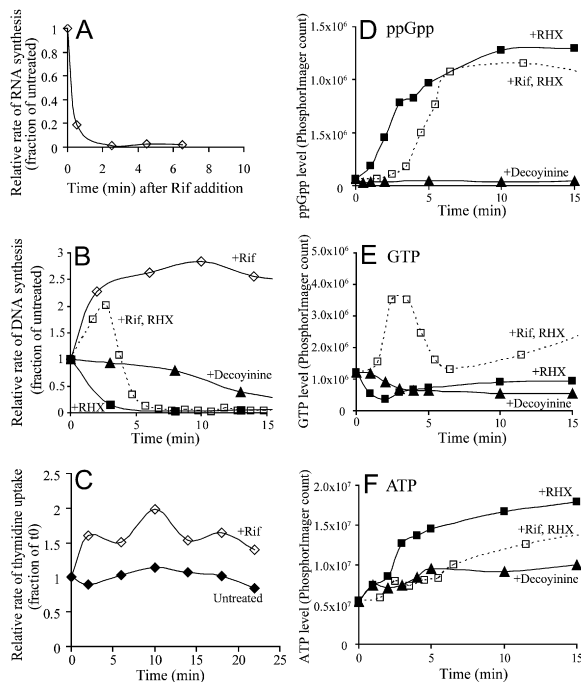 A
Relative rate of RNA synthesis
(fraction of untreated)
1
0.8
0.6
0.4
0.2
0
0 2 4 6 8 10
Time (min) after Rif addition
B
Relative rate of DNA synthesis
(fraction of untreated)
3
2.5
2
1.5
1
0.5
0
+Rif
+Rif, RHX
+Decoyinine
+RHX
0 5 10 15
Time (min)
C
Relative rate of thymidine uptake
(fraction of t0)
2.5
2
1.5
1
0.5
0
+Rif
Untreated
0 5 10 15 20 25
Time (min)
D ppGpp
ppGpp level (PhosphorImager count)
1.5x10⁶
1.0x10⁶
1.5x10⁶
0
+RHX
+Rif, RHX
+Decoyinine
0 5 10 15
Time (min)
E GTP
GTP level (PhosphorImager count)
5.0x10⁶
4.0x10⁶
3.0x10⁶
2.0x10⁶
1.0x10⁶
0
+Rif, RHX
+RHX
+Decoyinine
0 5 10 15
Time (min)
F ATP
ATP level (PhosphorImager count)
2.0x10⁷
1.5x10⁷
1.0x10⁷
0.5x10⁷
0
+RHX
+Rif, RHX
+Decoyinine
0 5 10 15
Time (min)